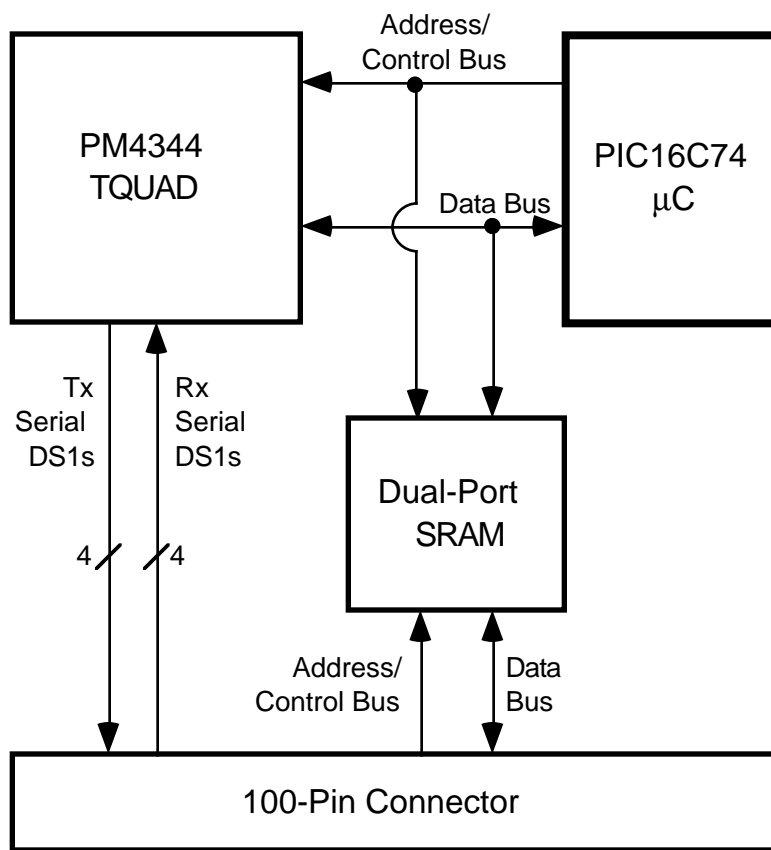 Address/
Control Bus
PM4344
TQUAD
PIC16C74
μC
Data Bus
Tx
Serial
DS1s
Rx
Serial
DS1s
Dual-Port
SRAM
4
4
Address/
Control Bus
Data
Bus
100-Pin Connector